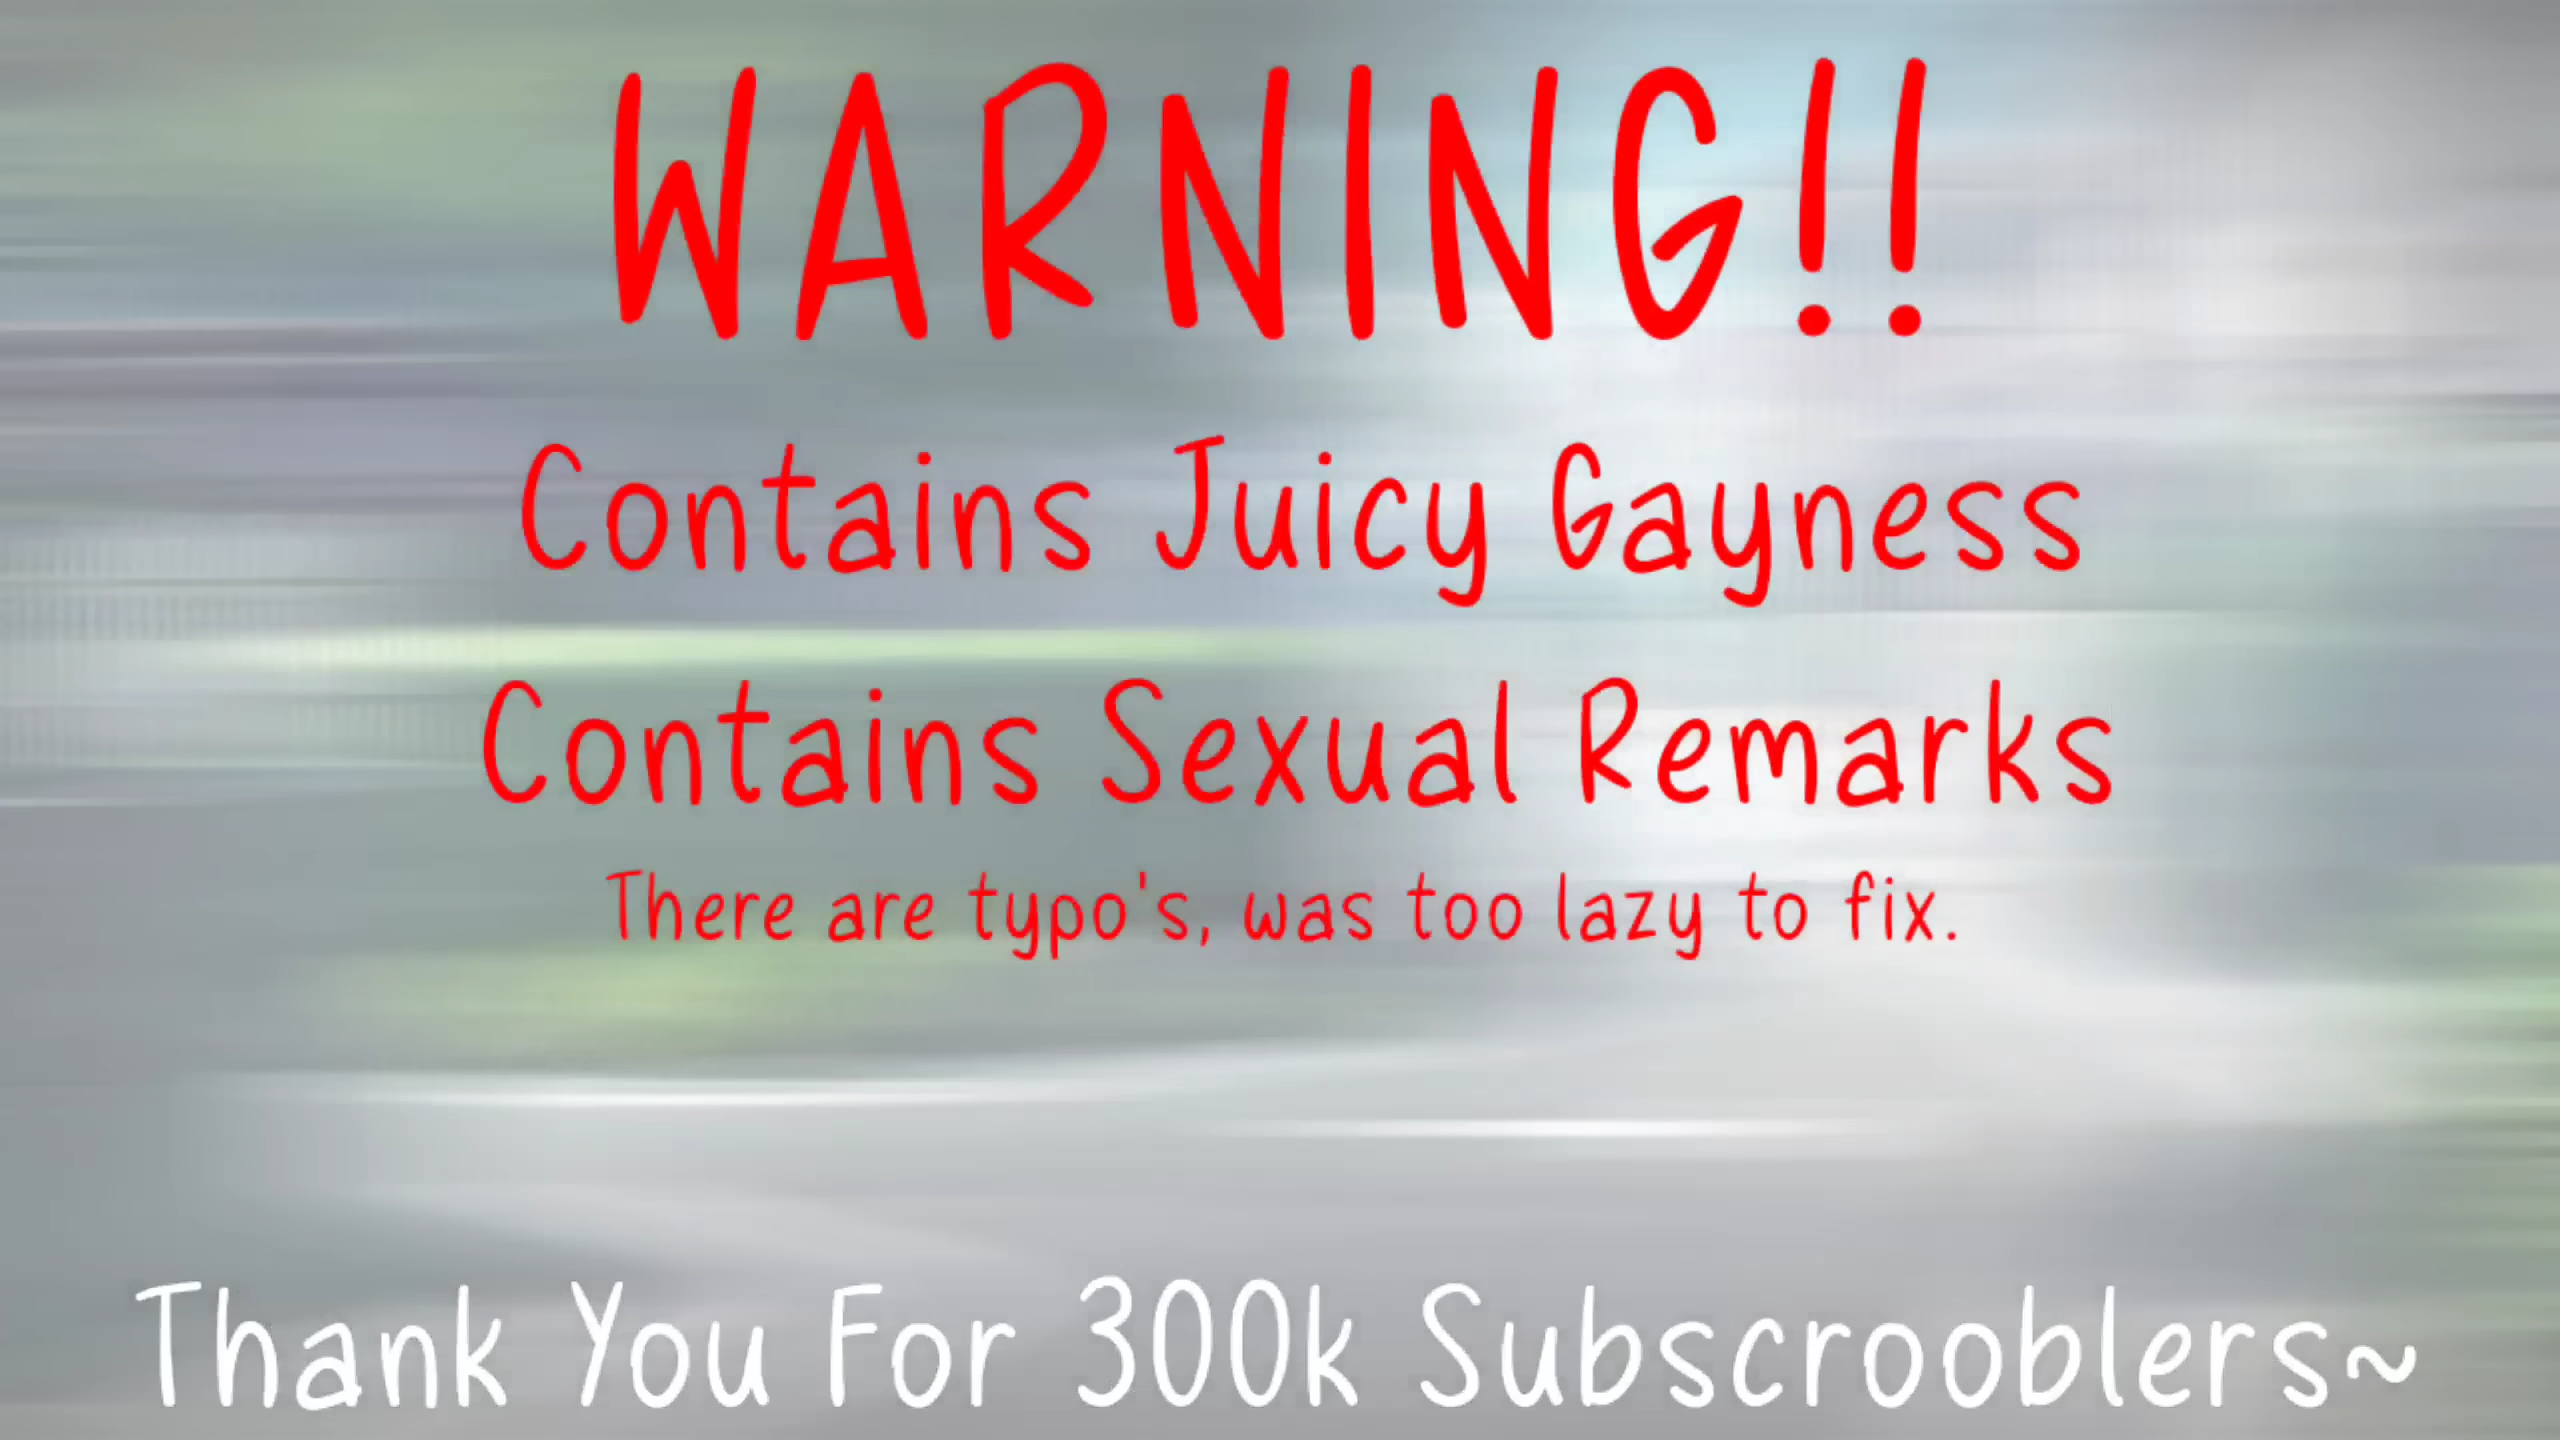 WARNING!!
Contains Juicy Gayness
Contains Sexual Remarks
There are typo's, was too lazy to fix.
Thank You For 300k Subscrooblers~